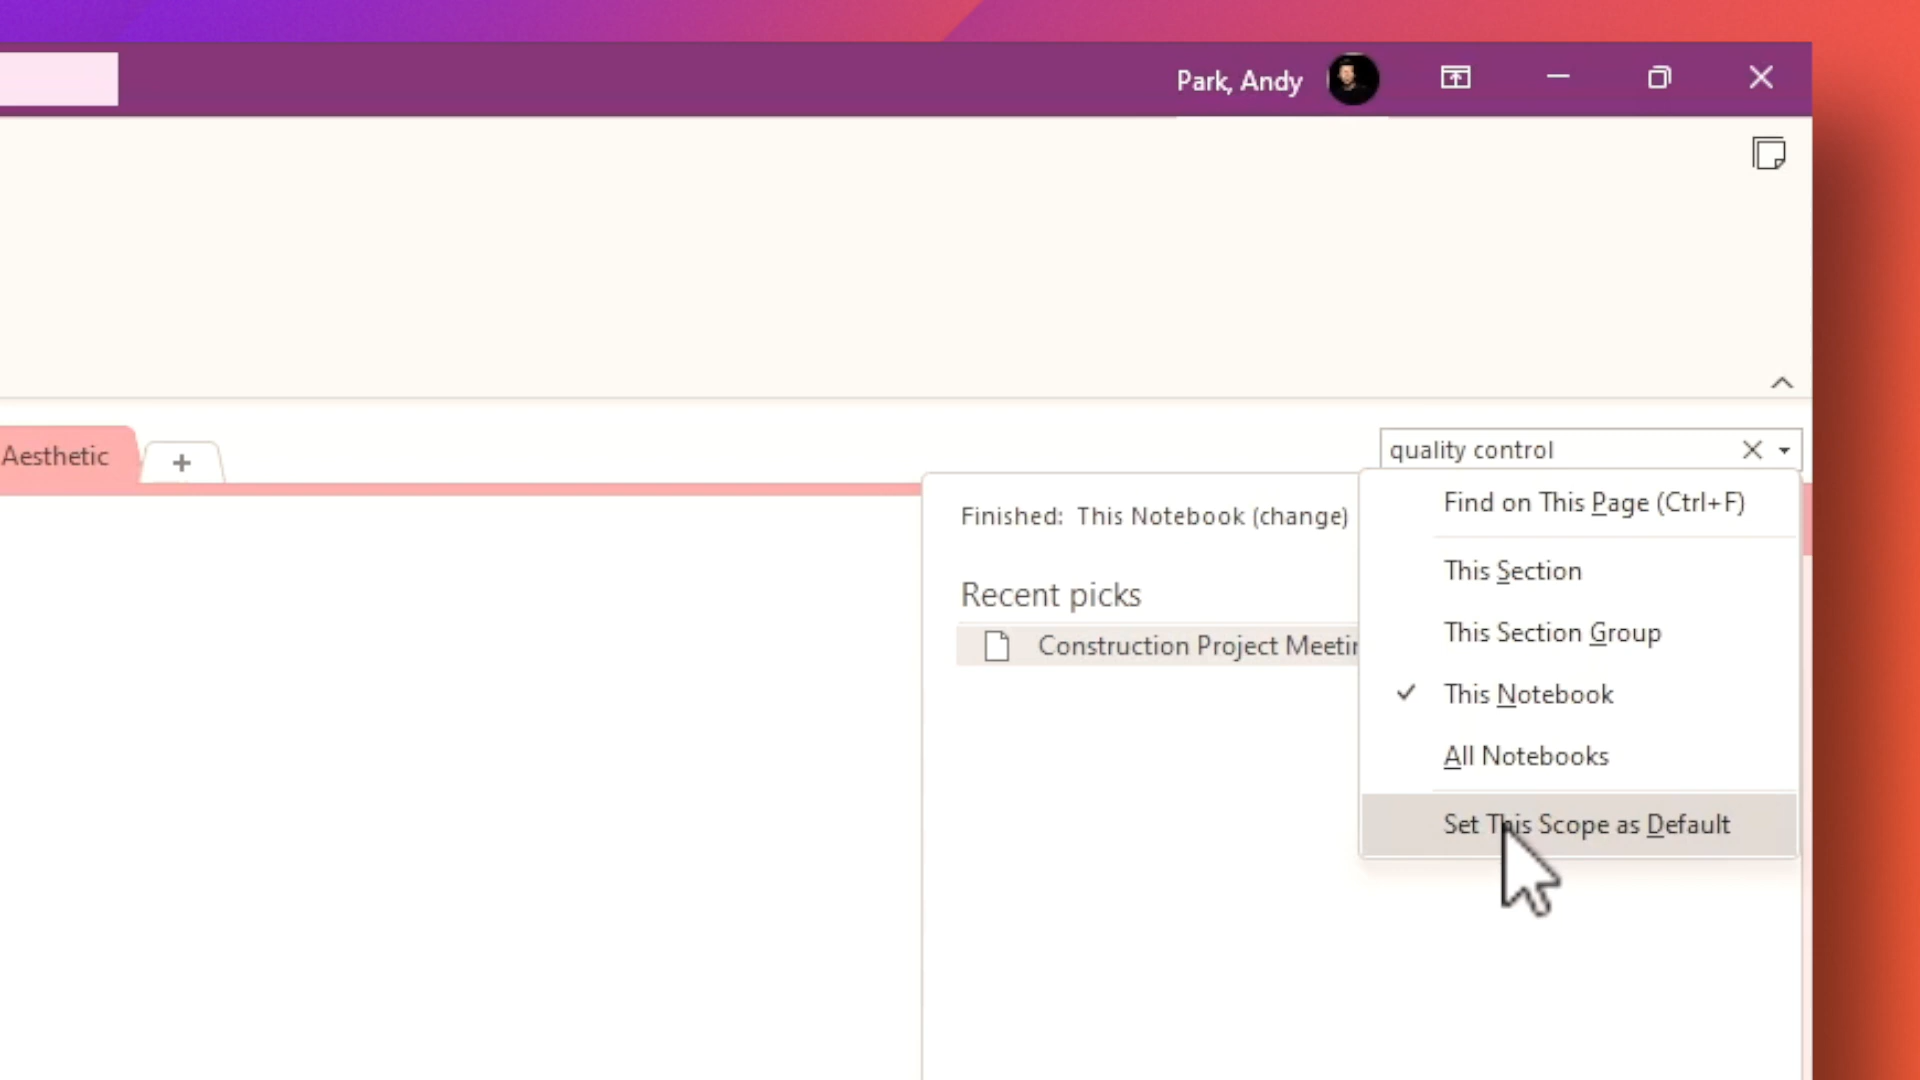 Park, Andy
Aesthetic
+
quality control
Finished: This Notebook (change)
Find on This Page (Ctrl+F)
This Section
Recent picks
This Section Group
Construction Project
This Notebook
All Notebooks
Set This Scope as Default